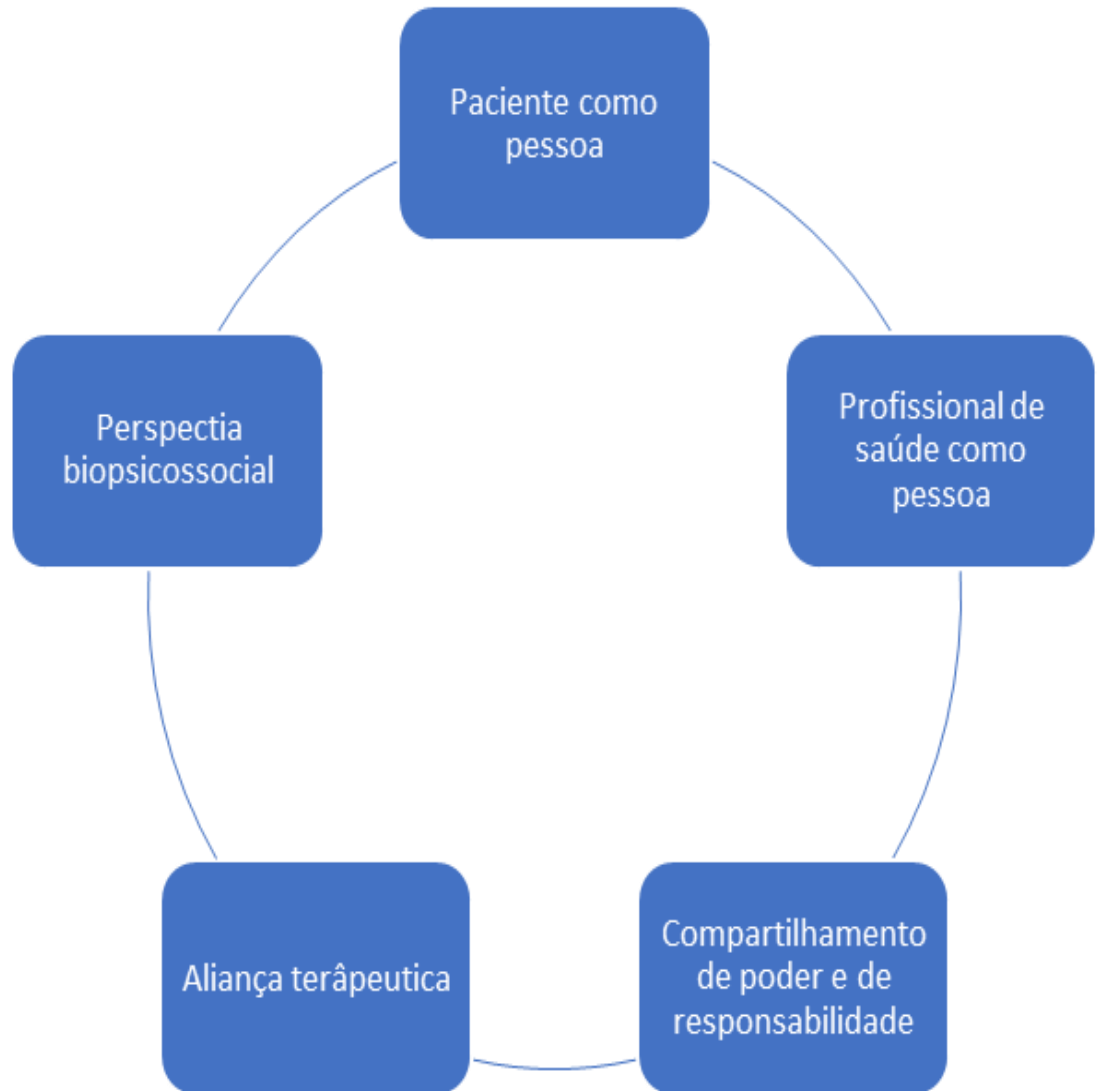 Paciente como
pessoa
Profissional de
saúde como
pessoa
Compartilhamento
de poder e de
responsabilidade
Aliança terâpeutica
Perspectia
biopsicossocial